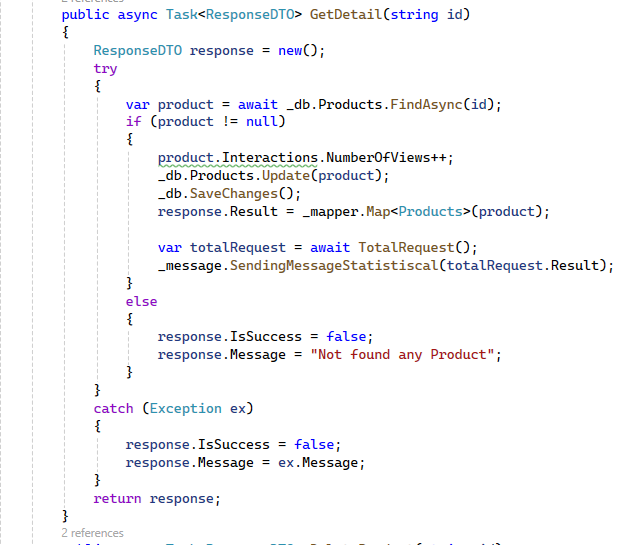 public async Task<ResponseDTO> GetDetail(string id)
{
ResponseDTO response = new();
try
{
var product = await _db.Products.FindAsync(id);
if (product != null)
{
product.Interactions.NumberOfViews++;
_db.Products.Update(product);
_db.SaveChanges();
response.Result = _mapper.Map<Products>(product);
var totalRequest = await TotalRequest();
_message.SendingMessageStatistiscal(totalRequest.Result);
}
else
{
response.IsSuccess = false;
response.Message = "Not found any Product";
}
}
catch (Exception ex)
{
response.IsSuccess = false;
response.Message = ex.Message;
}
return response;
}
2 references